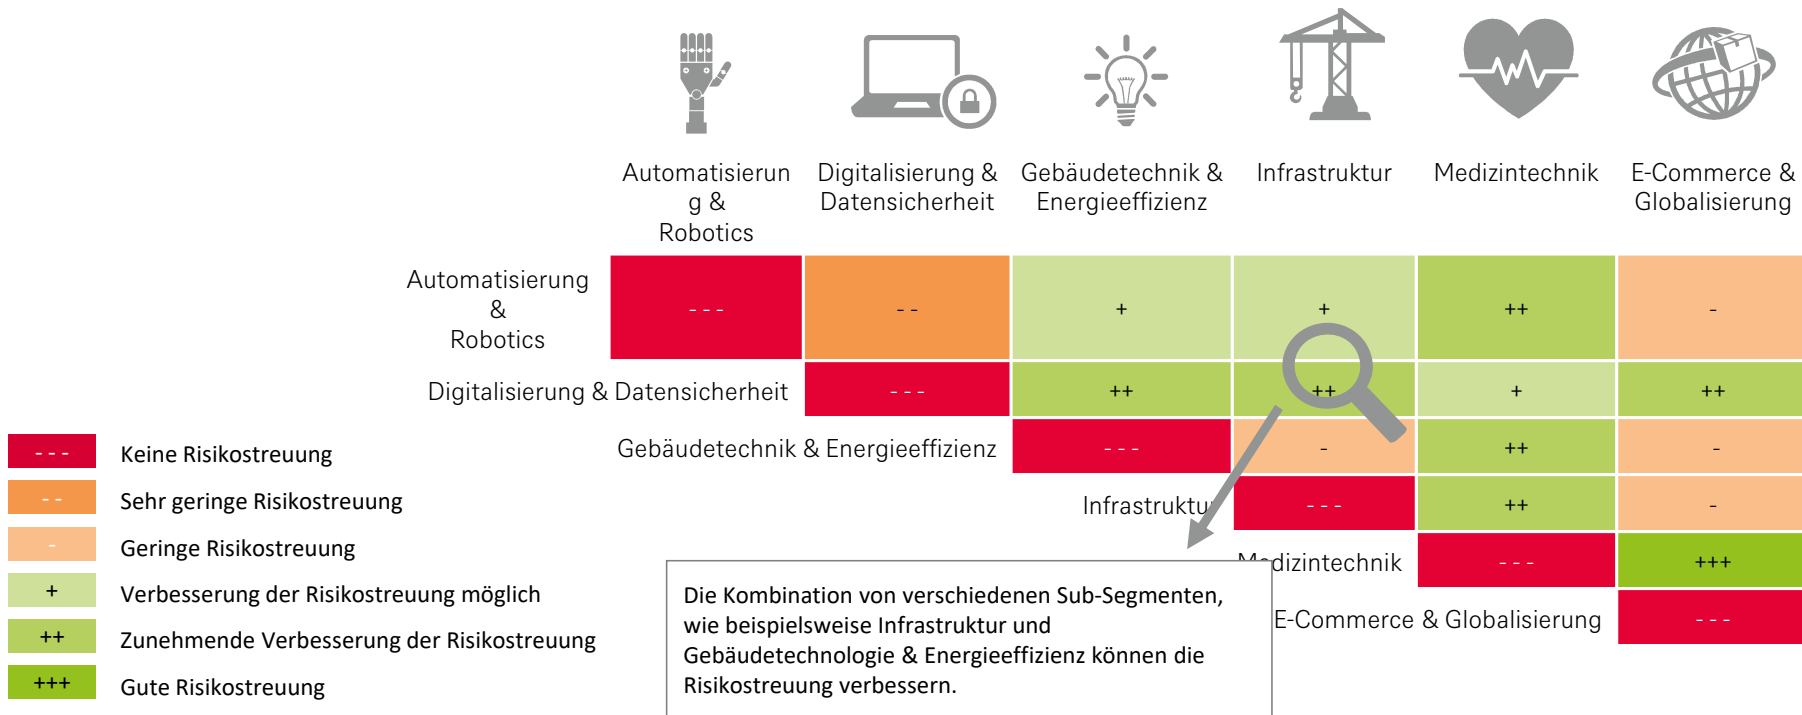 Automatisierun
g &
Robotics
Digitalisierung &
Datensicherheit
Gebäudetechnik &
Energieeffizienz
Infrastruktur
Medizintechnik
E-Commerce &
Globalisierung
Automatisierung
&
Robotics
- - -
- -
+
+
++
-
Digitalisierung & Datensicherheit
- - -
++
++
+
++
Gebäudetechnik & Energieeffizienz
- - -
-
++
-
Infrastruktur
- - -
++
-
Medizintechnik
- - -
+++
E-Commerce & Globalisierung
- - -
- - - Keine Risikostreuung
- - Sehr geringe Risikostreuung
- Geringe Risikostreuung
+ Verbesserung der Risikostreuung möglich
++ Zunehmende Verbesserung der Risikostreuung
+++ Gute Risikostreuung
Die Kombination von verschiedenen Sub-Segmenten,
wie beispielsweise Infrastruktur und
Gebäudetechnologie & Energieeffizienz können die
Risikostreuung verbessern.